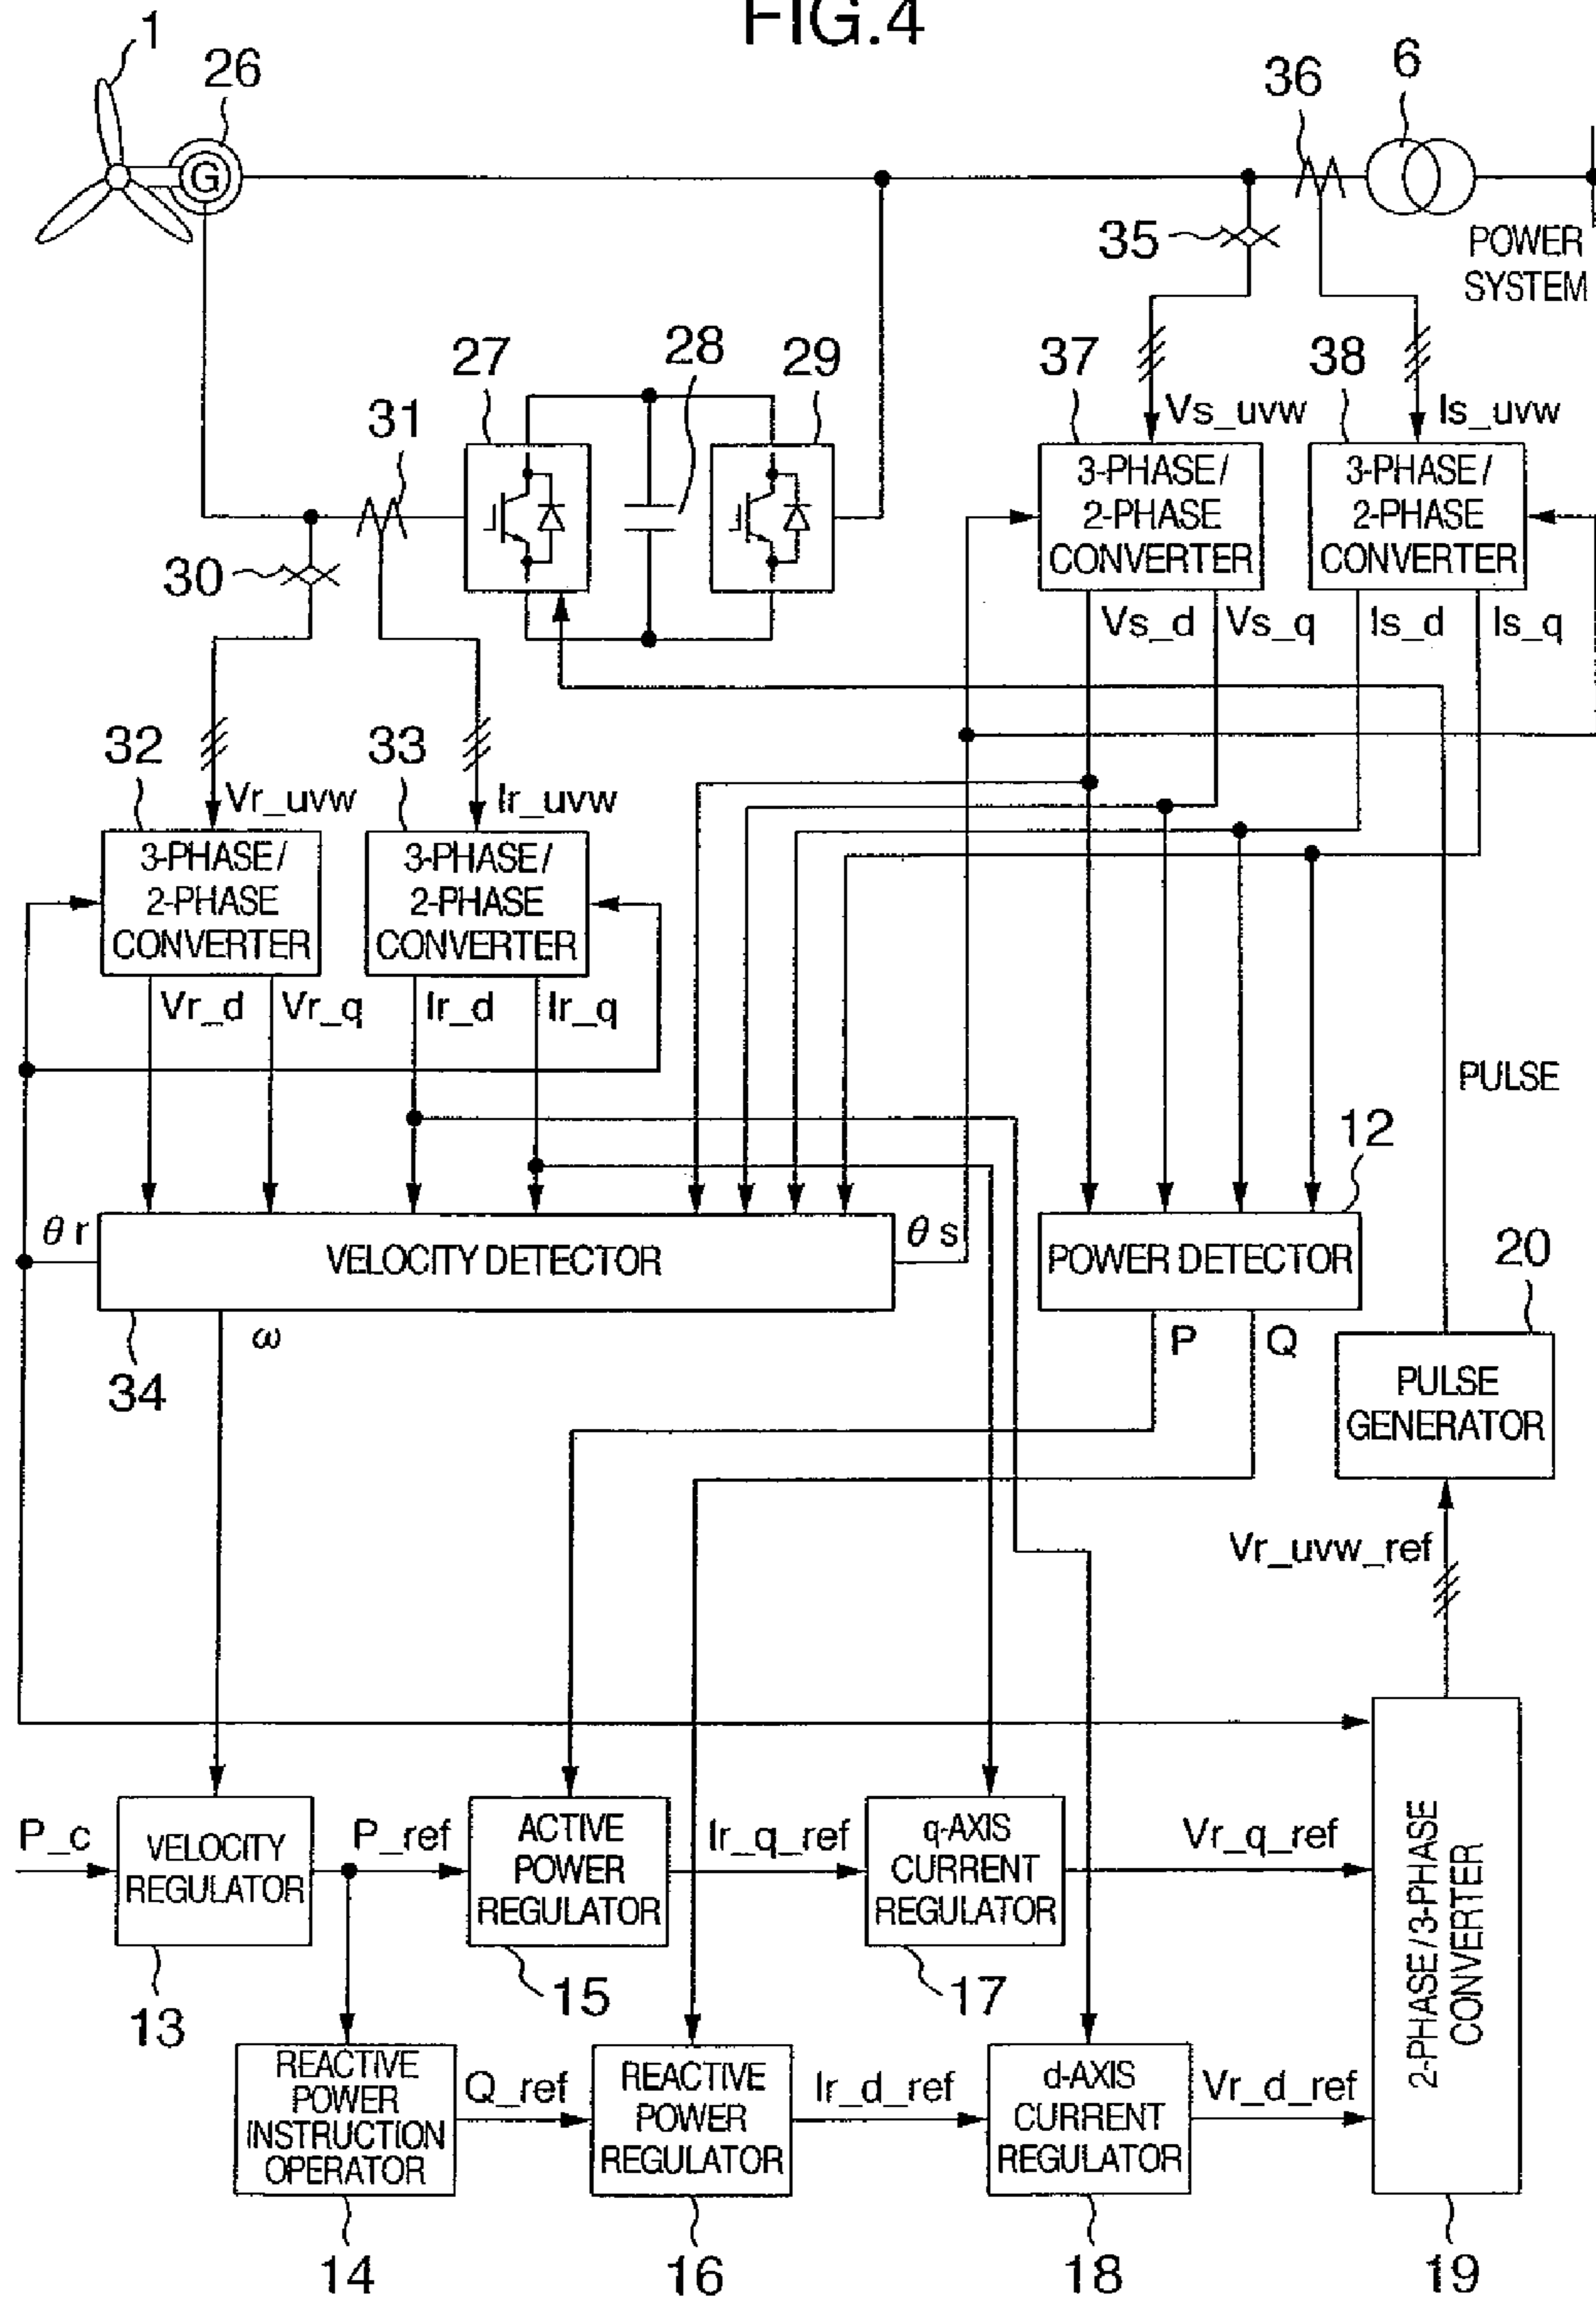 FIG.4
1
26
G
36
6
35
POWER
SYSTEM
27
28
29
37
38
31
Vs_uvw
Is_uvw
3-PHASE/
2-PHASE
CONVERTER
3-PHASE/
2-PHASE
CONVERTER
30
Vs_d
Vs_q
Is_d
Is_q
32
33
Vr_uvw
Ir_uvw
3-PHASE/
2-PHASE
CONVERTER
3-PHASE/
2-PHASE
CONVERTER
Vr_d
Vr_q
Ir_d
Ir_q
PULSE
12
θr
VELOCITY DETECTOR
θs
POWER DETECTOR
20
34
ω
P
Q
PULSE
GENERATOR
Vr_uvw_ref
P_c
VELOCITY
REGULATOR
P_ref
ACTIVE
POWER
REGULATOR
Ir_q_ref
q-AXIS
CURRENT
REGULATOR
Vr_q_ref
2-PHASE/3-PHASE
CONVERTER
13
15
17
REACTIVE
POWER
INSTRUCTION
OPERATOR
Q_ref
REACTIVE
POWER
REGULATOR
Ir_d_ref
d-AXIS
CURRENT
REGULATOR
Vr_d_ref
14
16
18
19